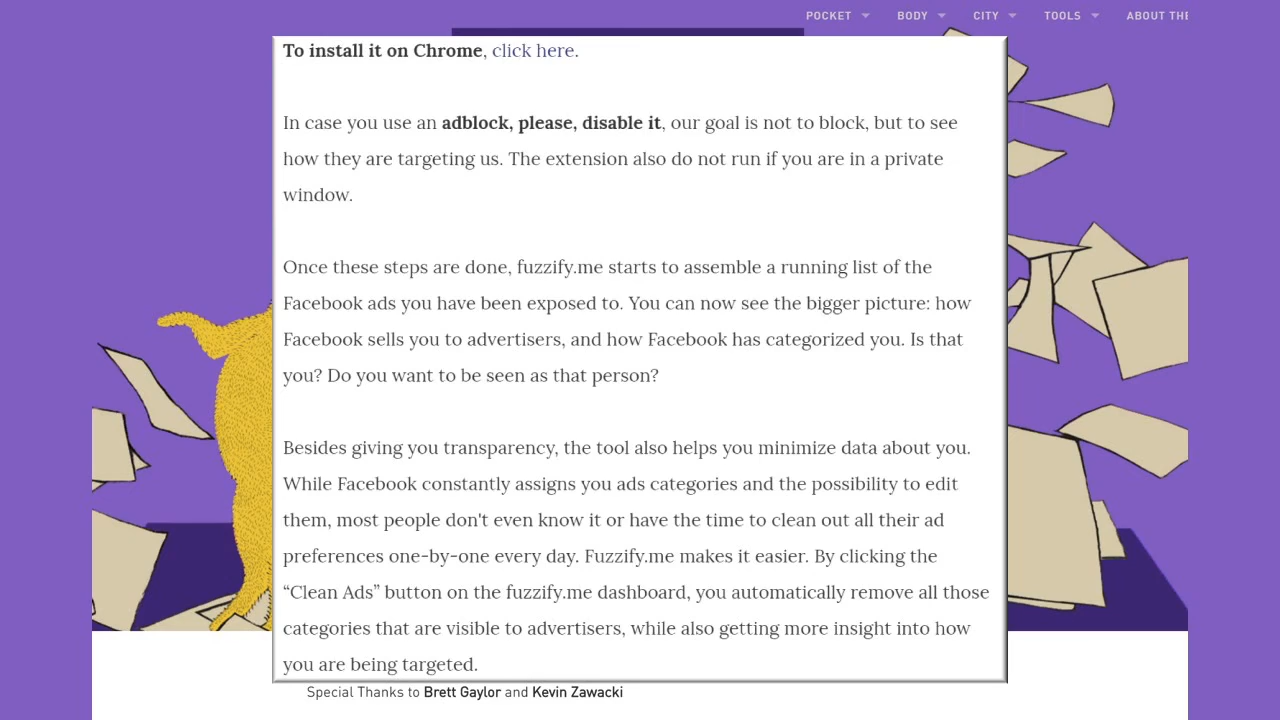 POCKET BODY CITY TOOLS ABOUT THE
To install it on Chrome, click here.
In case you use an adblock, please, disable it, our goal is not to block, but to see
how they are targeting us. The extension also do not run if you are in a private
window.
Once these steps are done, fuzzify.me starts to assemble a running list of the
Facebook ads you have been exposed to. You can now see the bigger picture: how
Facebook sells you to advertisers, and how Facebook has categorized you. Is that
you? Do you want to be seen as that person?
Besides giving you transparency, the tool also helps you minimize data about you.
While Facebook constantly assigns you ads categories and the possibility to edit
them, most people don't even know it or have the time to clean out all their ad
preferences one-by-one every day. Fuzzify.me makes it easier. By clicking the
“Clean Ads” button on the fuzzify.me dashboard, you automatically remove all those
categories that are visible to advertisers, while also getting more insight into how
you are being targeted.
Special Thanks to Brett Gaylor and Kevin Zawacki